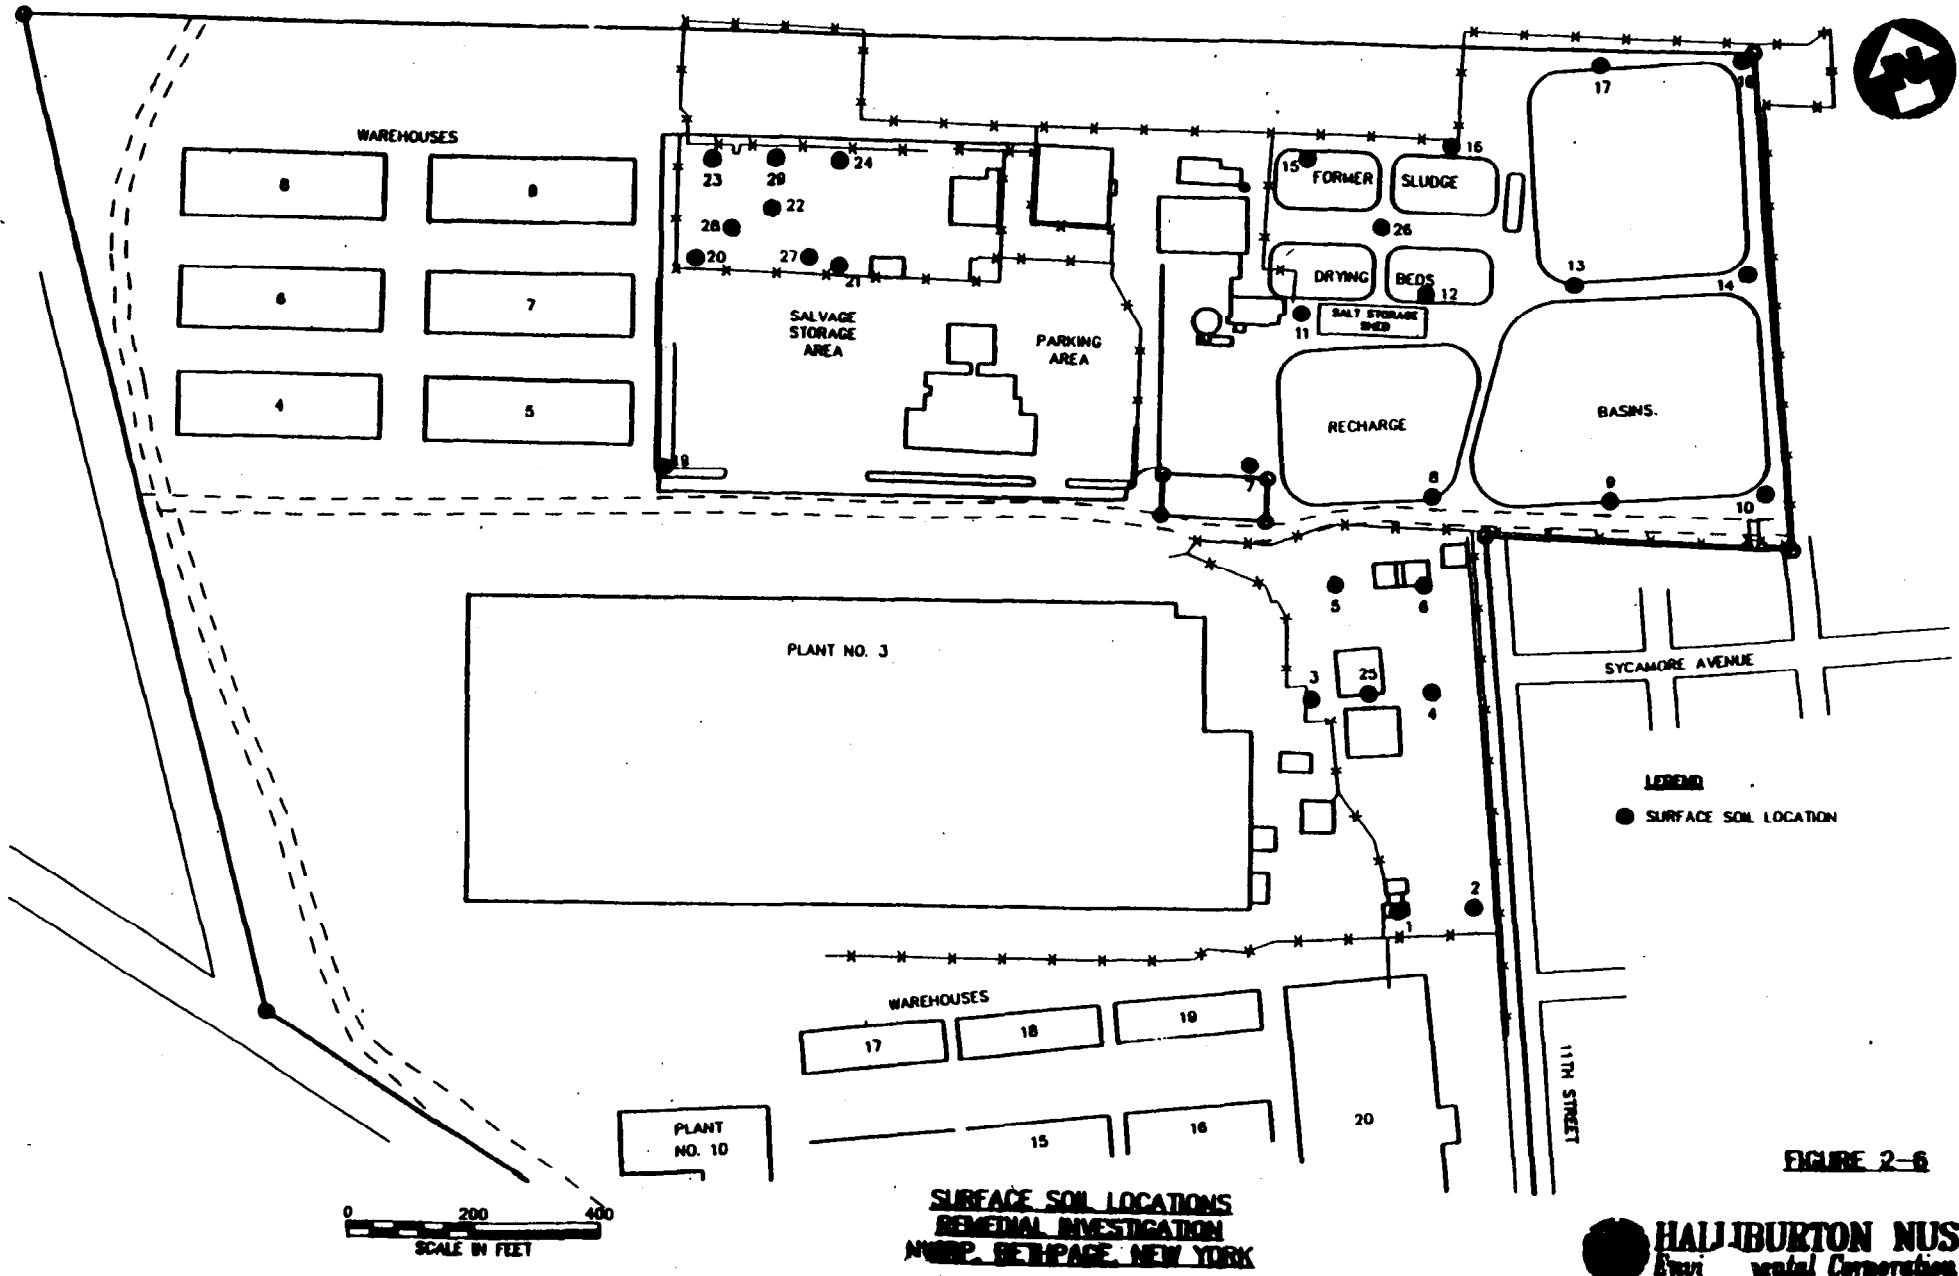 17
18
WAREHOUSES
8
9
23
29
24
22
28
20
27
21
15
FORMER
SLUDGE
16
26
13
14
DRYING
BEDS
12
11
SALT STORAGE
SHED
6
7
SALVAGE
STORAGE
AREA
PARKING
AREA
4
5
RECHARGE
BASINS.
19
7
8
9
10
5
6
PLANT NO. 3
SYCAMORE AVENUE
3
25
4
LEGEND
SURFACE SOIL LOCATION
2
1
WAREHOUSES
17
18
19
11TH STREET
PLANT
NO. 10
15
16
20
FIGURE 2-6
0 200 400
SCALE IN FEET
SURFACE SOIL LOCATIONS
REMEDIAL INVESTIGATION
BETHPAGE, NEW YORK
HALLIBURTON NUS
Corporation